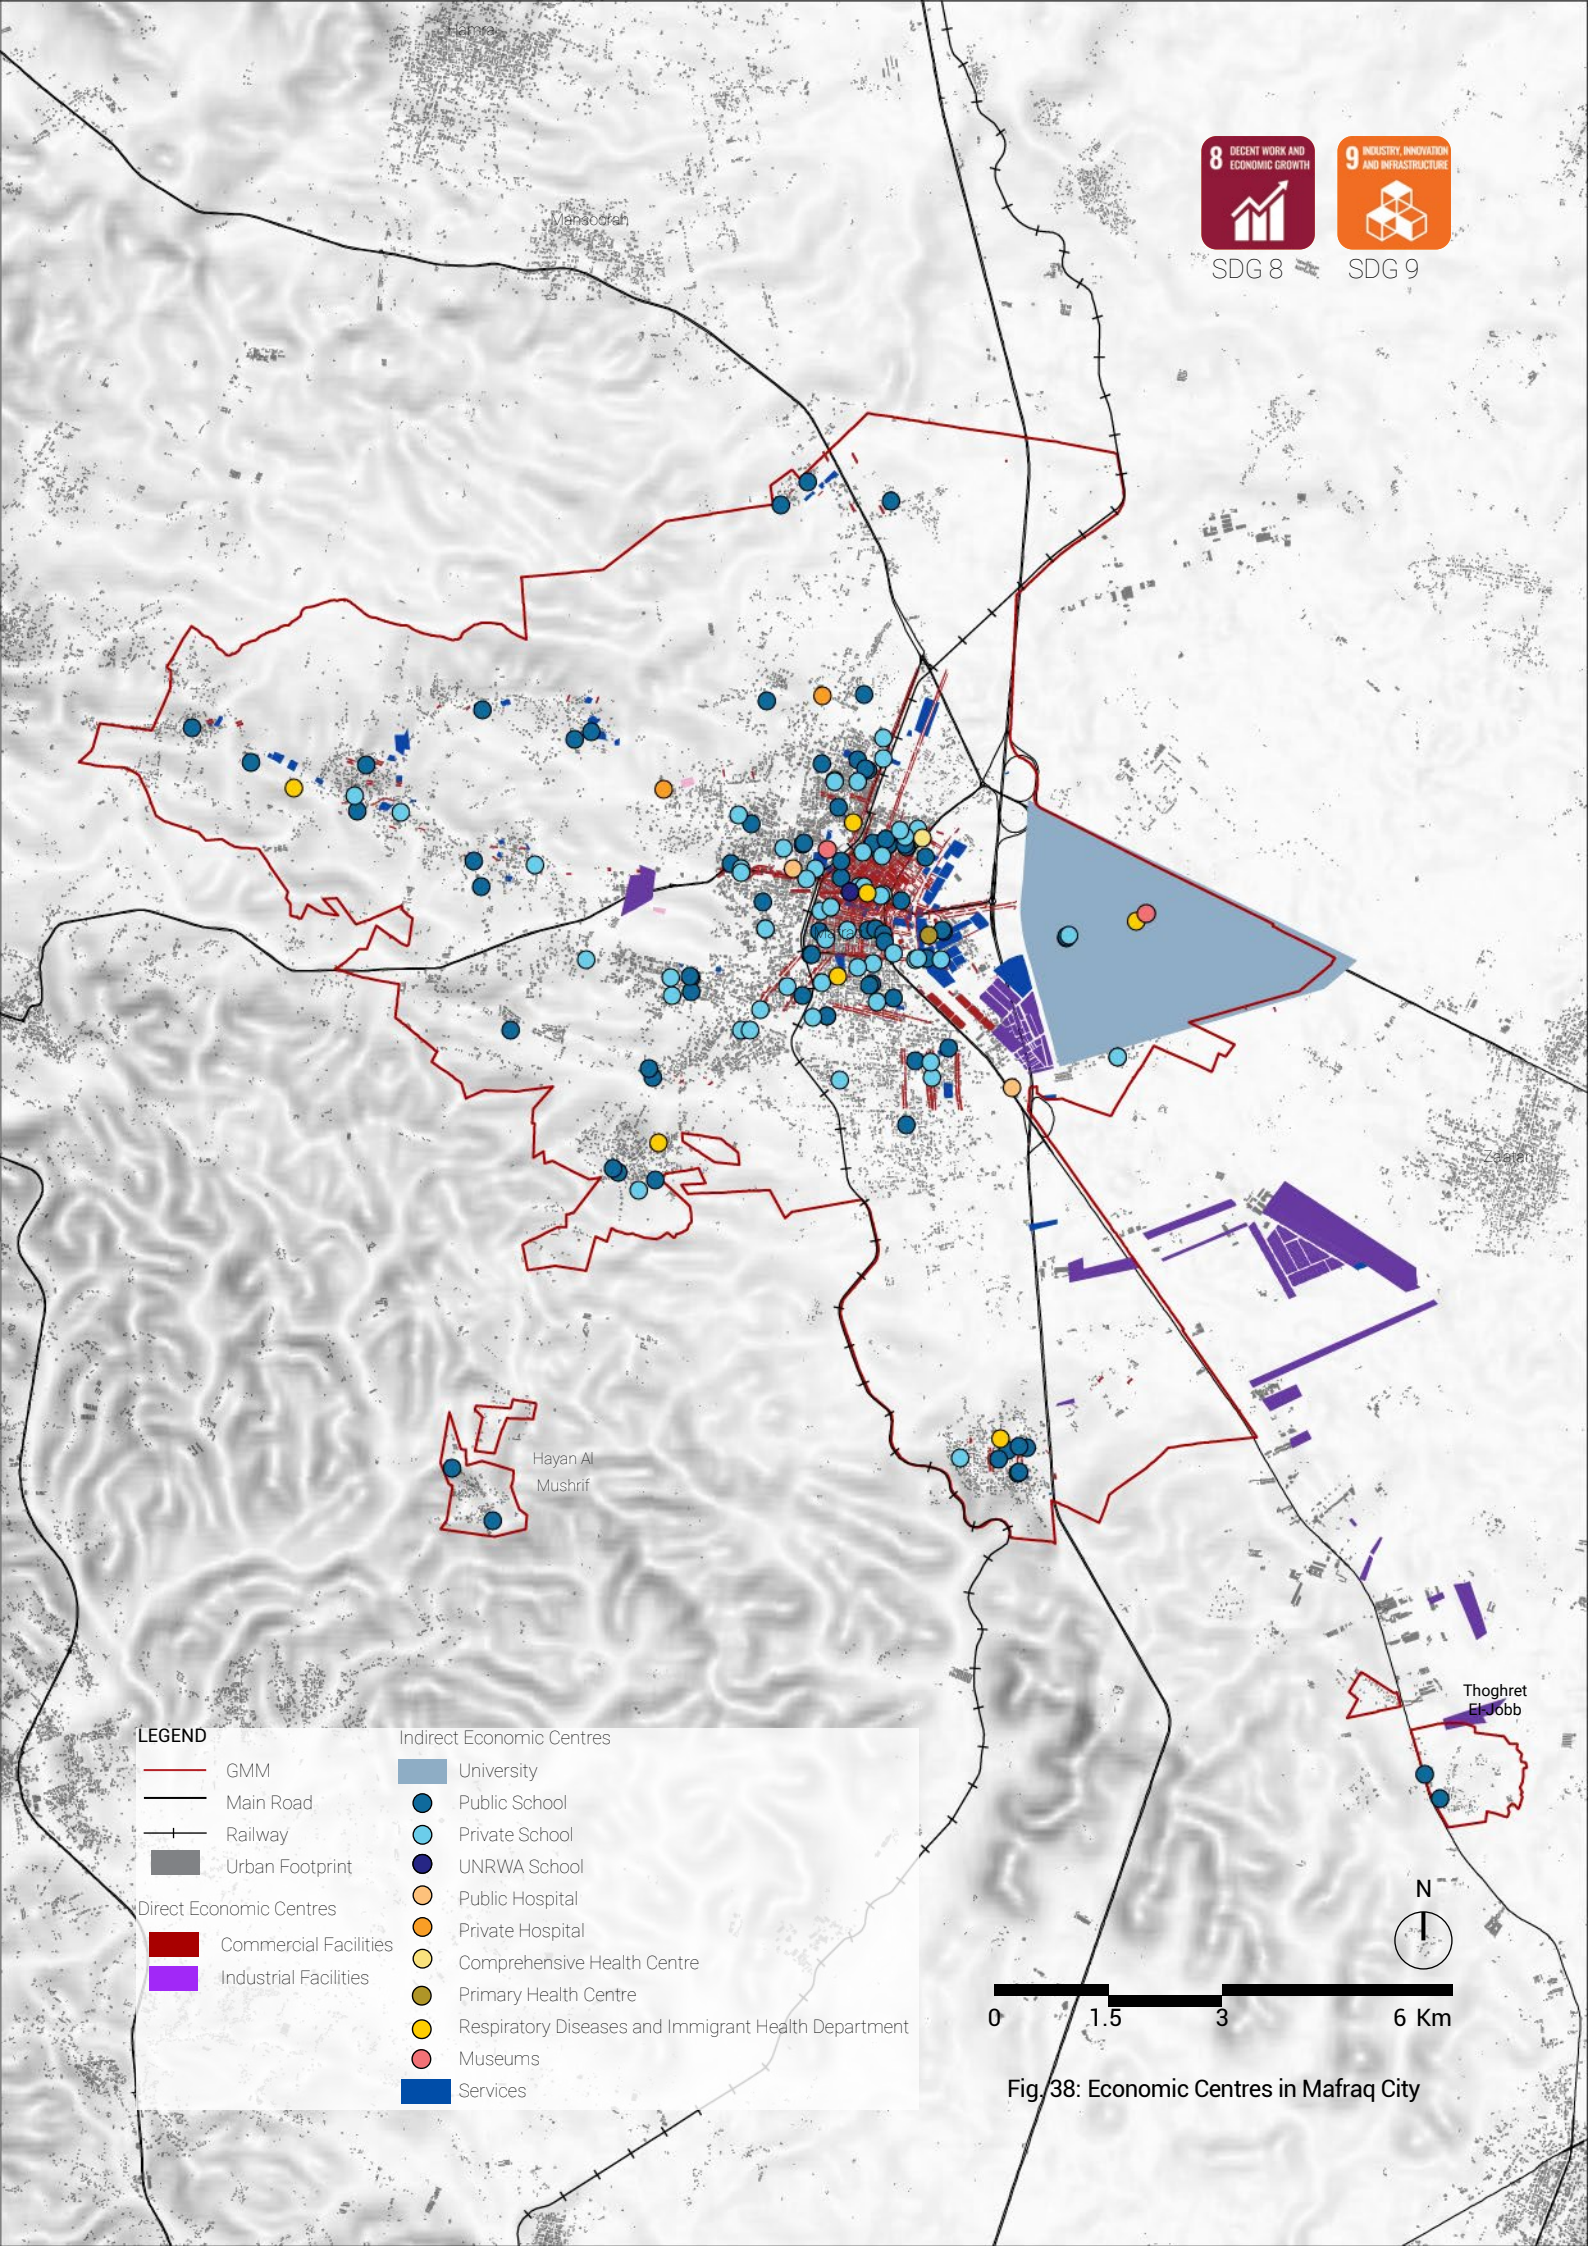 Hamra
Mansoorah
8 DECENT WORK AND
ECONOMIC GROWTH
9 INDUSTRY, INNOVATION
AND INFRASTRUCTURE
SDG 8
SDG 9
Mafraq
Zaatari
Hayan Al
Mushrif
Thoghret
El-Jobb
LEGEND
GMM
Main Road
Railway
Urban Footprint
Direct Economic Centres
Commercial Facilities
Industrial Facilities
Indirect Economic Centres
University
Public School
Private School
UNRWA School
Public Hospital
Private Hospital
Comprehensive Health Centre
Primary Health Centre
Respiratory Diseases and Immigrant Health Department
Museums
Services
N
0 1.5 3 6 Km
Fig. 38: Economic Centres in Mafraq City